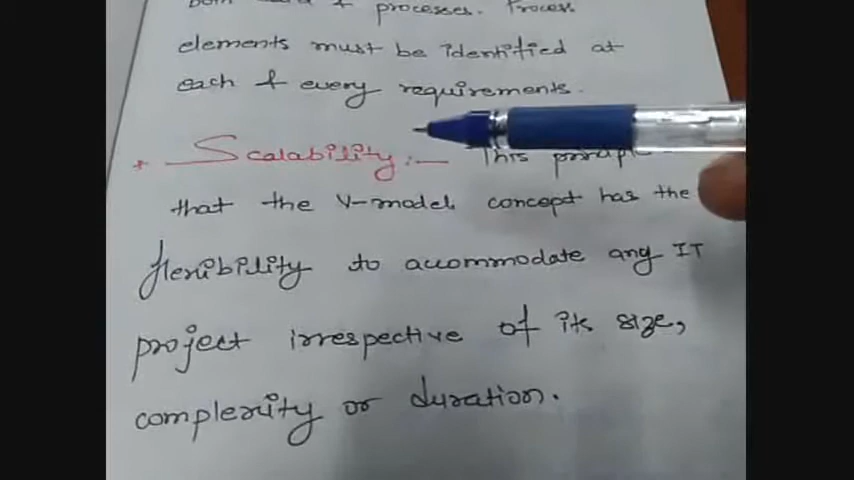 processes. Process
elements must be identified at
each & every requirements.
* Scalability :— This
that the V-model concept has the
flexibility to accommodate any IT
project irrespective of its size,
complexity or duration.